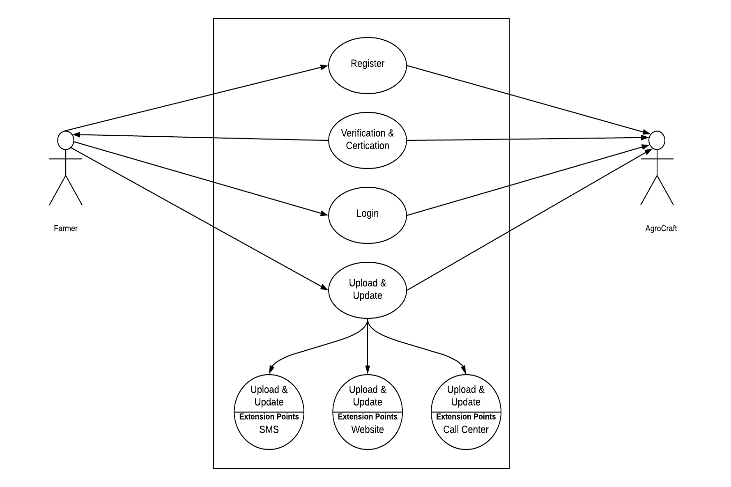 Register
Verification &
Certication
Login
Farmer
AgroCraft
Upload &
Update
Upload &
Update
Extension Points
SMS
Upload &
Update
Extension Points
Website
Upload &
Update
Extension Points
Call Center